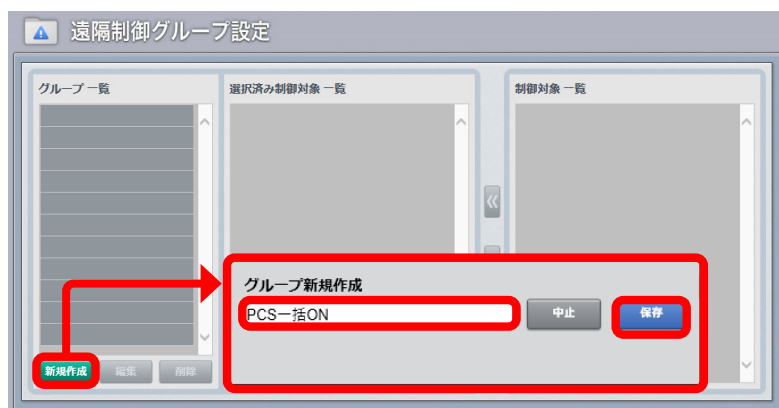 遠隔制御グループ設定
グループ 一覧
選択済み制御対象 一覧
制御対象 一覧
グループ新規作成
PCS一括ON
中止
保存
新規作成
編集
削除